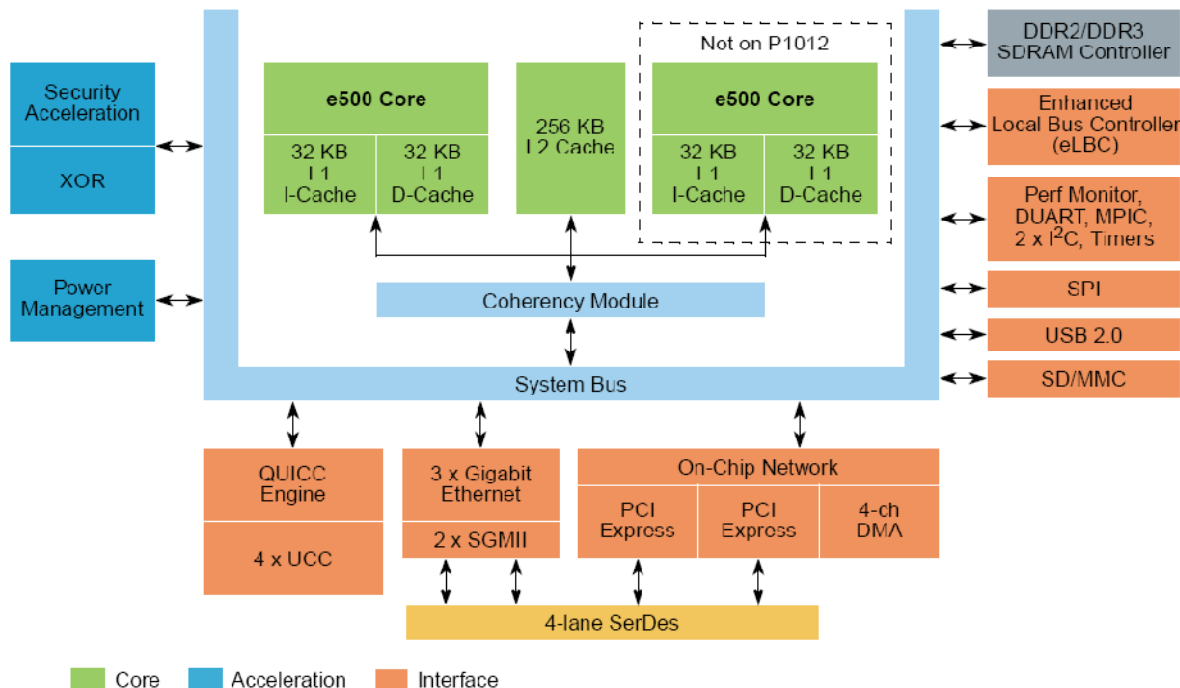 Not on P1012
DDR2/DDR3
SDRAM Controller
Security
Acceleration
XOR
e500 Core
32 KB
L1
I-Cache
32 KB
L1
D-Cache
256 KB
L2 Cache
e500 Core
32 KB
L1
I-Cache
32 KB
L1
D-Cache
Enhanced
Local Bus Controller
(eLBC)
Perf Monitor,
DUART, MPIC,
2 x I²C, Timers
Power
Management
Coherency Module
SPI
USB 2.0
SD/MMC
System Bus
QUICC
Engine
4 x UCC
3 x Gigabit
Ethernet
2 x SGMII
On-Chip Network
PCI
Express
PCI
Express
4-ch
DMA
4-lane SerDes
Core
Acceleration
Interface